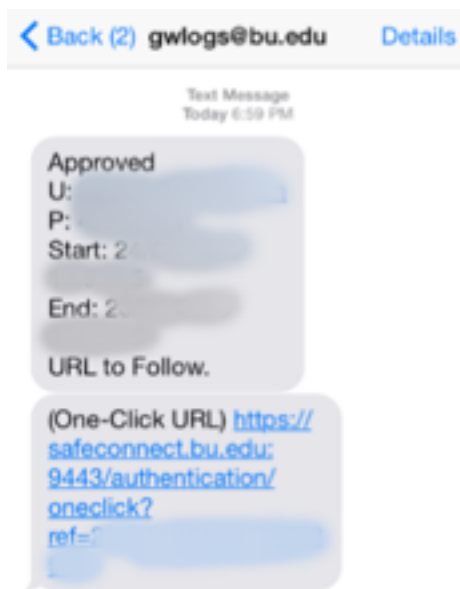 Back (2) gwlogs@bu.edu Details
Text Message
Today 6:59 PM
Approved
U:
P:
Start: 2
End: 2
URL to Follow.
(One-Click URL) https://
safeconnect.bu.edu:
9443/authentication/
oneclick?
ref=